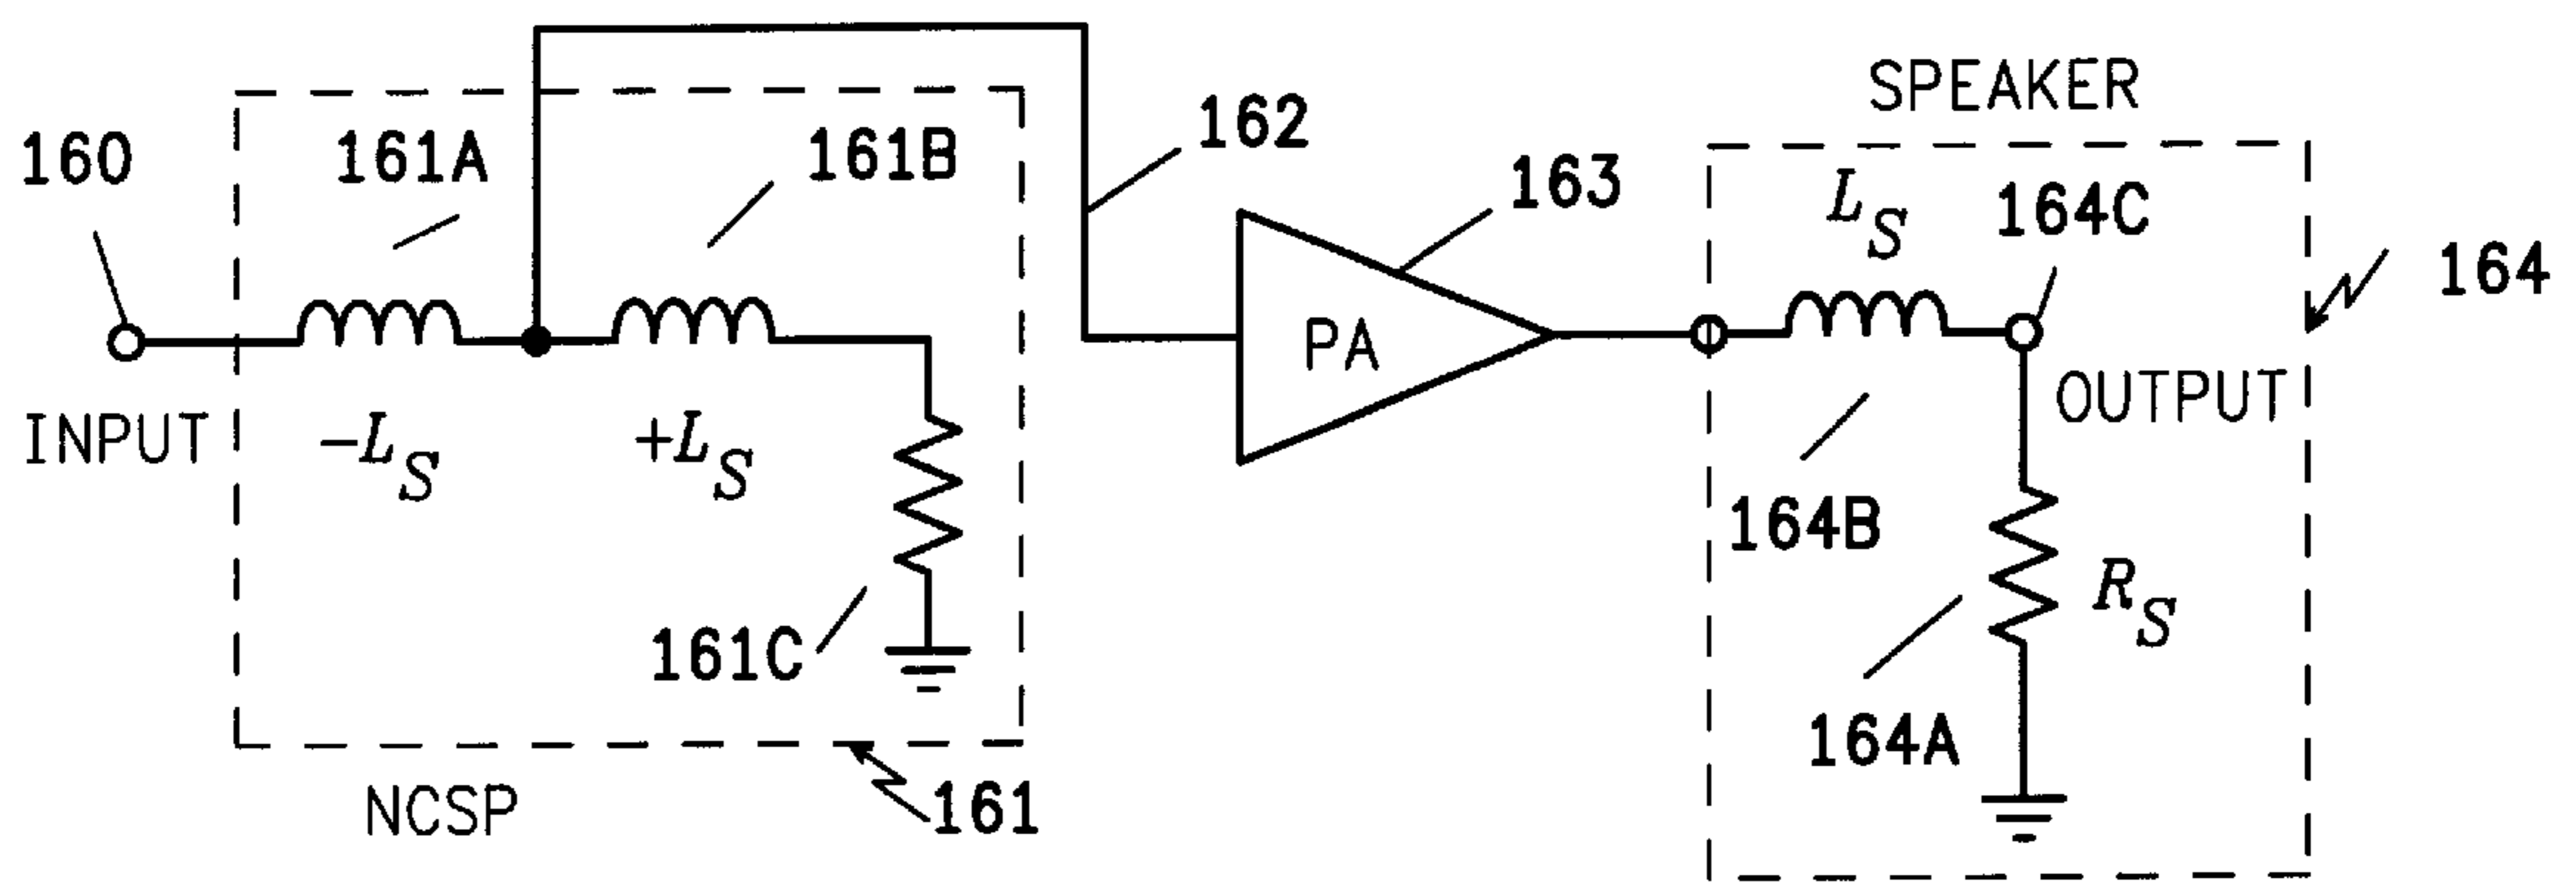 SPEAKER
162
160
161A
161B
163
L_S
164C
164
PA
INPUT
-L_S
+L_S
OUTPUT
164B
161C
R_S
164A
NCSP
161